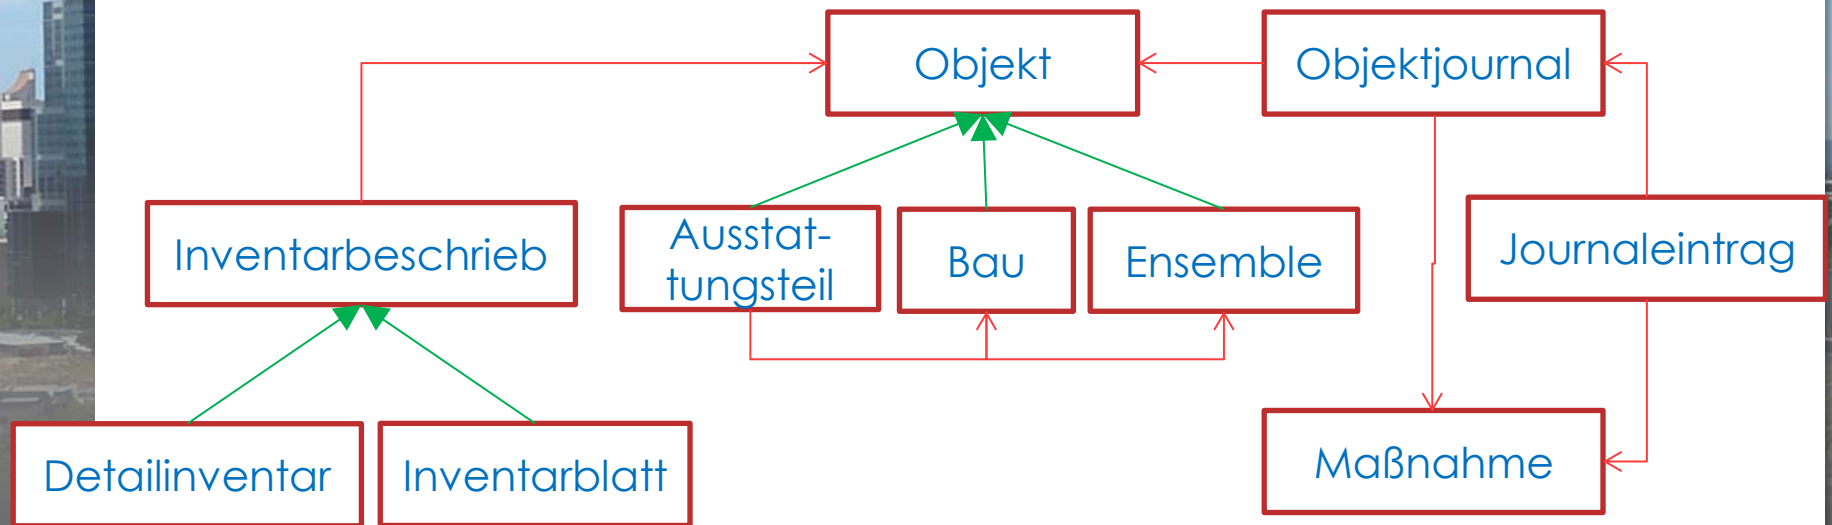 Objekt
Objektjournal
Inventarbeschrieb
Ausstat-
tungsteil
Bau
Ensemble
Journaleintrag
Detailinventar
Inventarblatt
Maßnahme